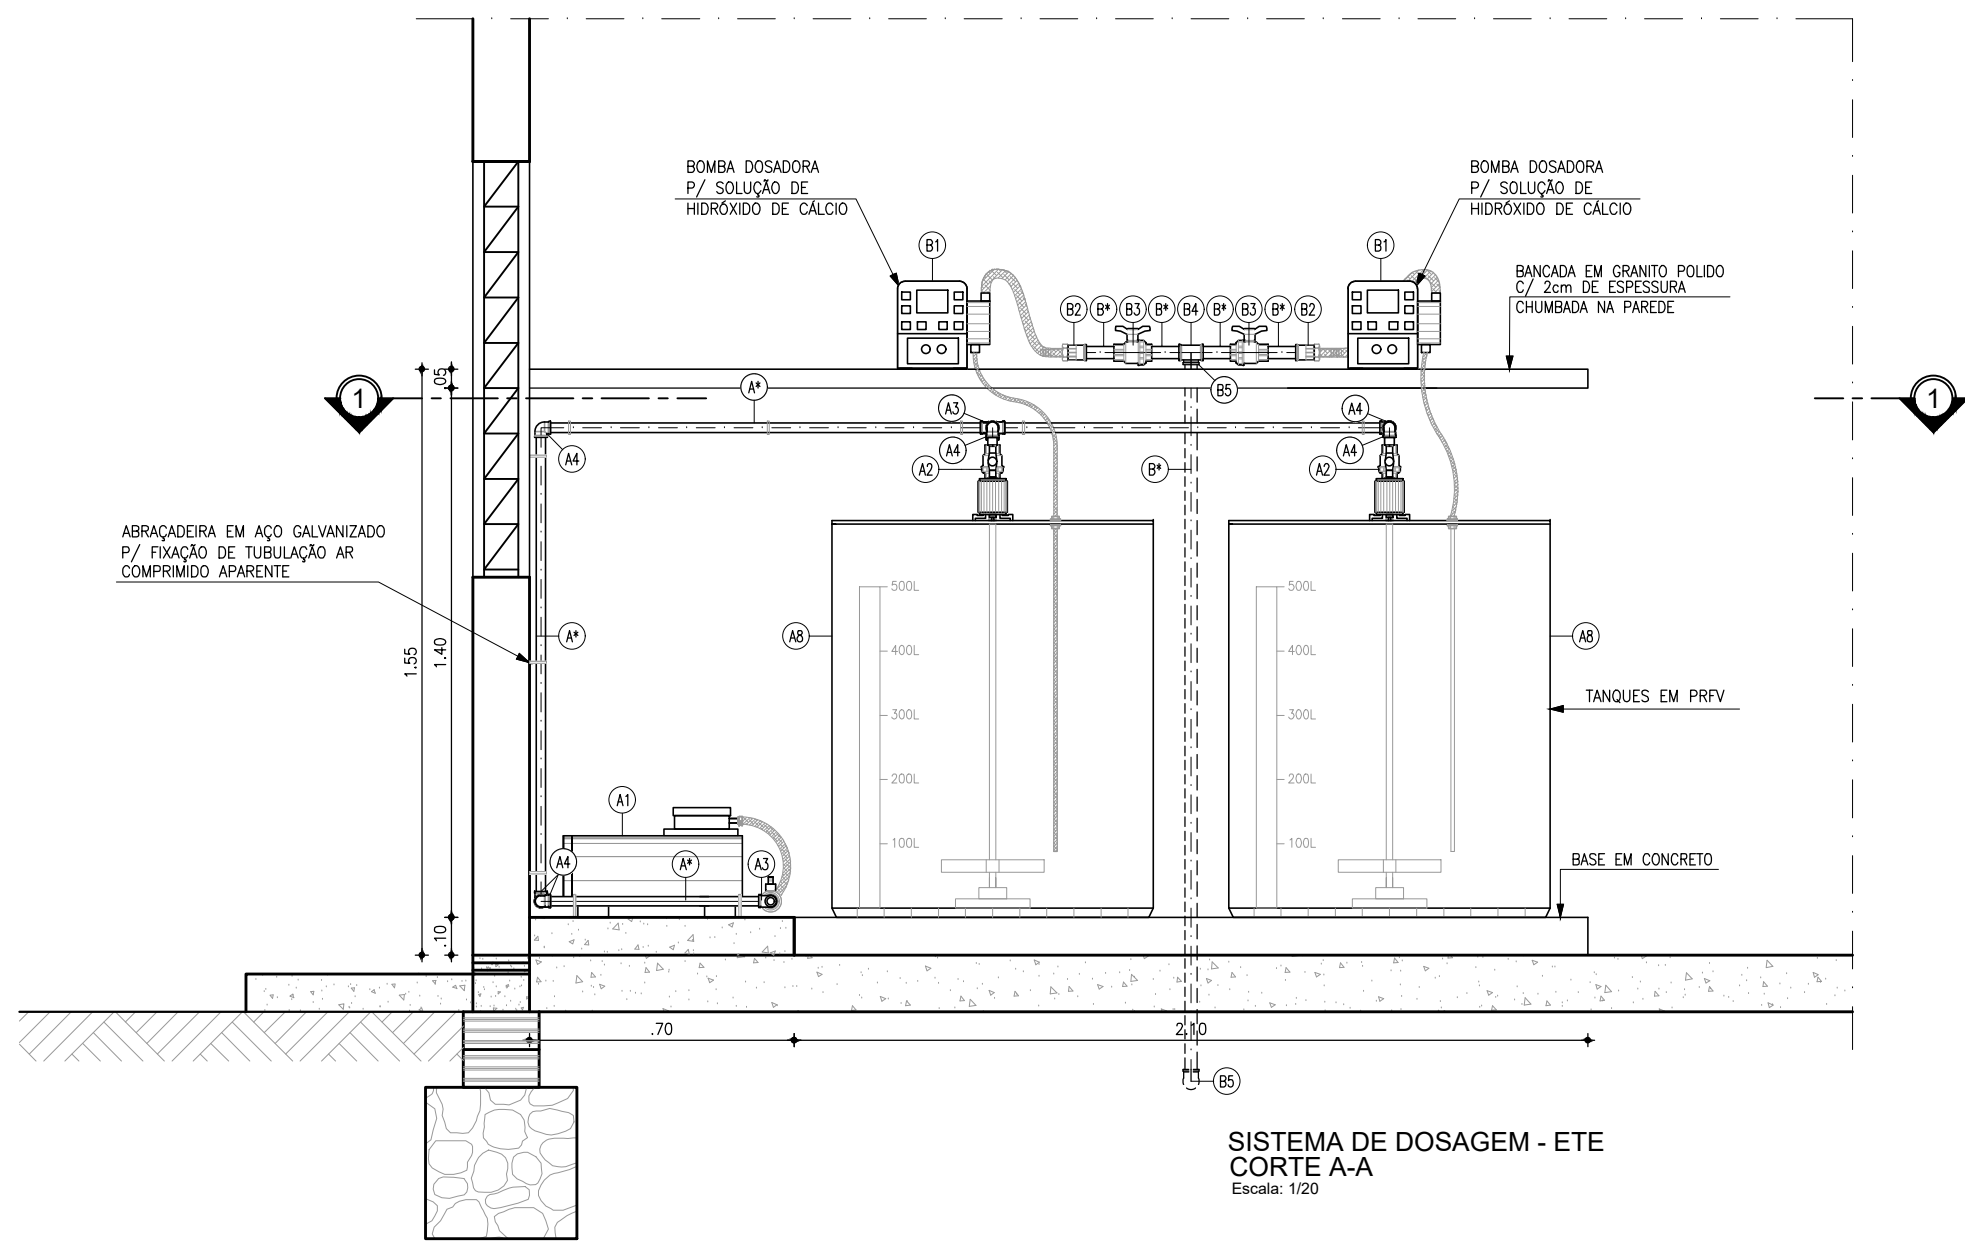 BOMBA DOSADORA
P/ SOLUÇÃO DE
HIDRÓXIDO DE CÁLCIO
BOMBA DOSADORA
P/ SOLUÇÃO DE
HIDRÓXIDO DE CÁLCIO
B1
B1
BANCADA EM GRANITO POLIDO
C/ 2cm DE ESPESSURA
CHUMBADA NA PAREDE
B2 B* B3 B* B4 B* B3 B* B2
.05
A*
B5
1
1
A3
A4
A4
A4
A4
A2
B*
A2
ABRAÇADEIRA EM AÇO GALVANIZADO
P/ FIXAÇÃO DE TUBULAÇÃO AR
COMPRIMIDO APARENTE
500L
500L
A*
A8
A8
400L
400L
1.55
1.40
TANQUES EM PRFV
300L
300L
200L
200L
A1
100L
100L
A4
A*
A3
BASE EM CONCRETO
.10
.70
2.10
B5
SISTEMA DE DOSAGEM - ETE
CORTE A-A
Escala: 1/20